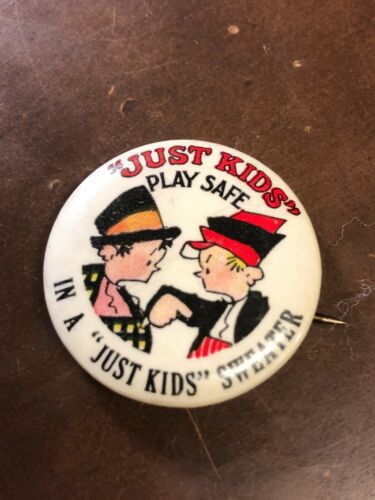 "JUST KIDS"
PLAY SAFE
IN A "JUST KIDS" SWEATER